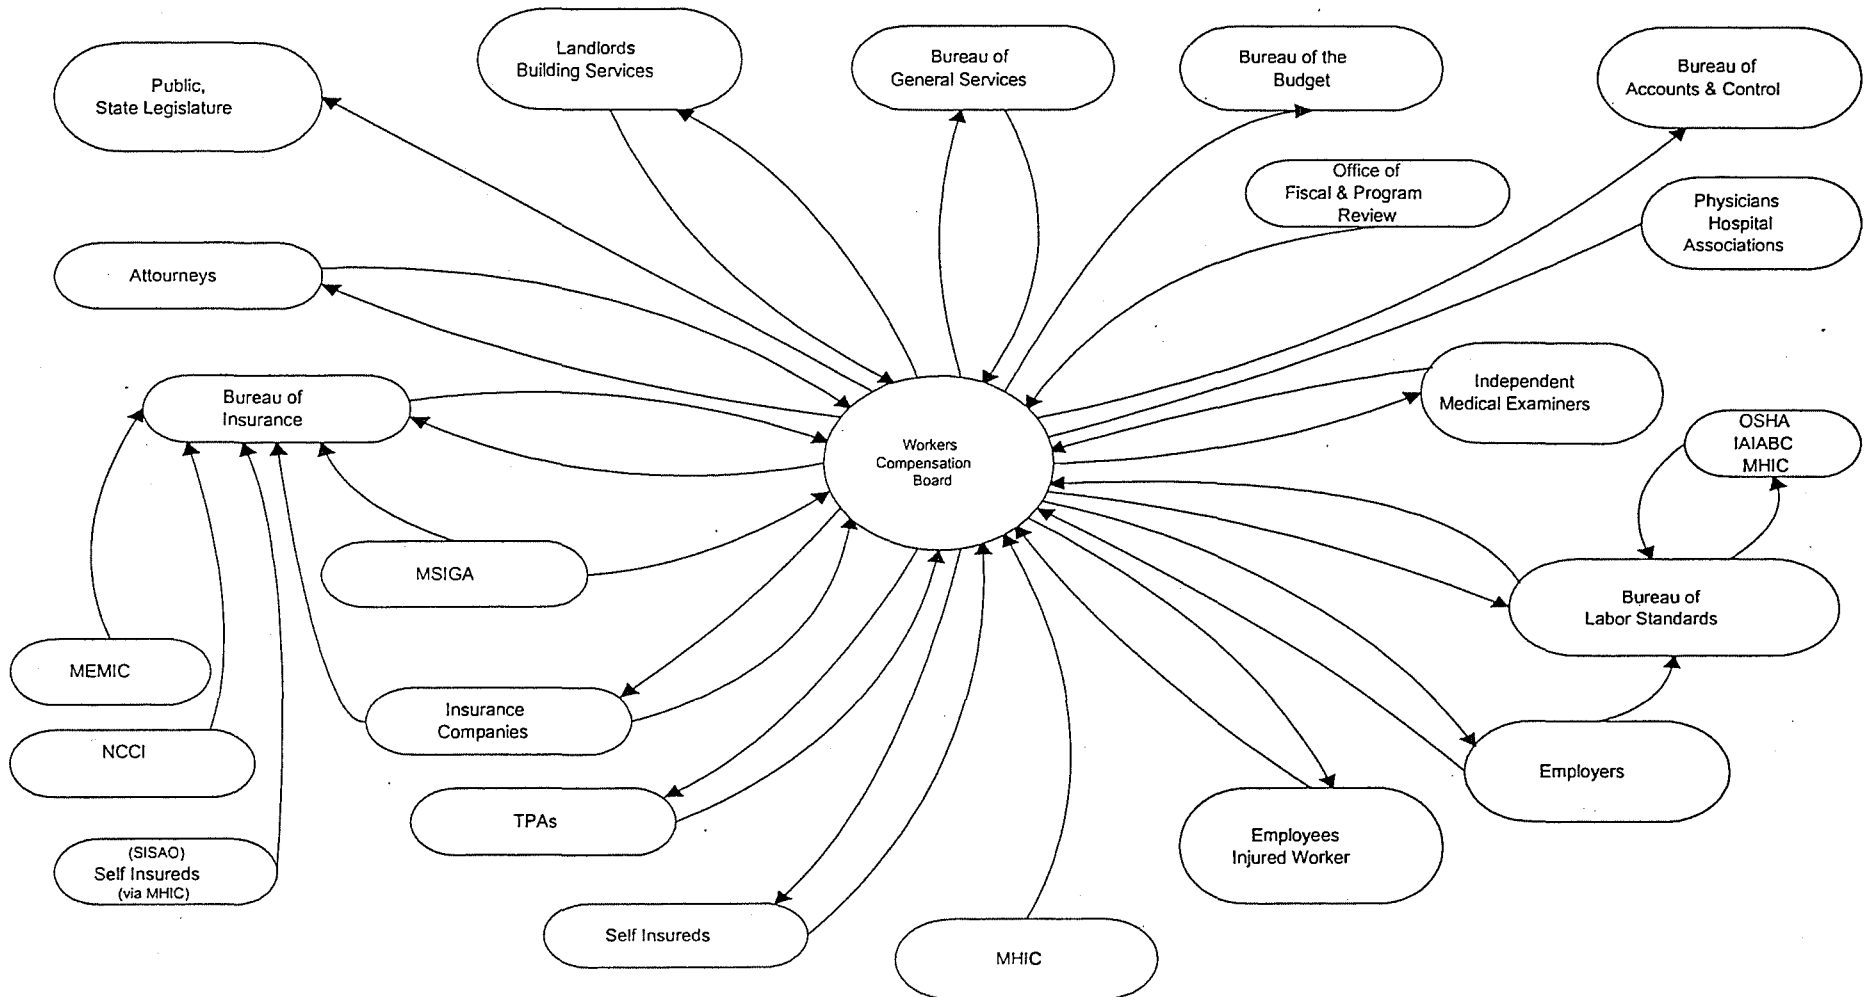 Public,
State Legislature
Landlords
Building Services
Bureau of
General Services
Bureau of the
Budget
Bureau of
Accounts & Control
Office of
Fiscal & Program
Review
Physicians
Hospital
Associations
Attourneys
Bureau of
Insurance
Workers
Compensation
Board
Independent
Medical Examiners
OSHA
IAIABC
MHIC
MSIGA
Bureau of
Labor Standards
MEMIC
NCCI
Insurance
Companies
Employers
(SISAO)
Self Insureds
(via MHIC)
TPAs
Employees
Injured Worker
Self Insureds
MHIC